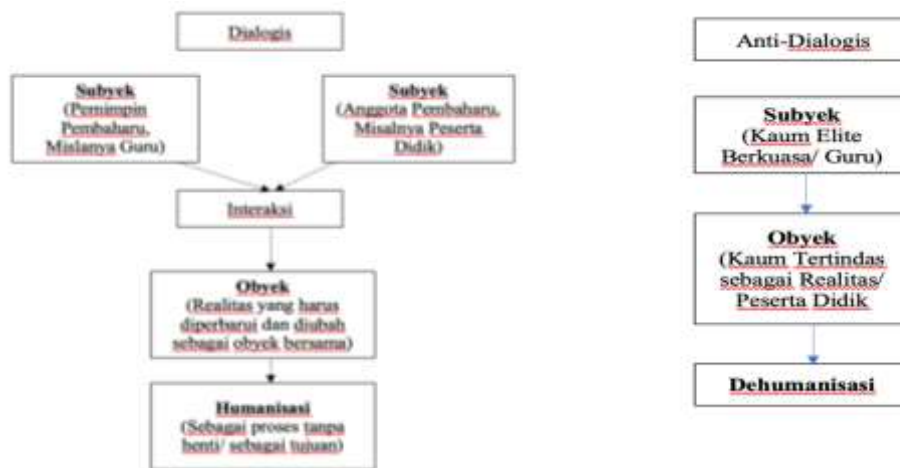 Dialogis
Subyek
(Pemimpin
Pembaharu,
Mislanya Guru)
Subyek
(Anggota Pembaharu,
Misalnya Peserta
Didik)
Interaksi
Obyek
(Realitas yang harus
diperbarui dan diubah
sebagai obyek bersama)
Humanisasi
(Sebagai proses tanpa
henti/ sebagai tujuan)
Anti-Dialogis
Subyek
(Kaum Elite
Berkuasa/ Guru)
Obyek
(Kaum Tertindas
sebagai Realitas/
Peserta Didik
Dehumanisasi